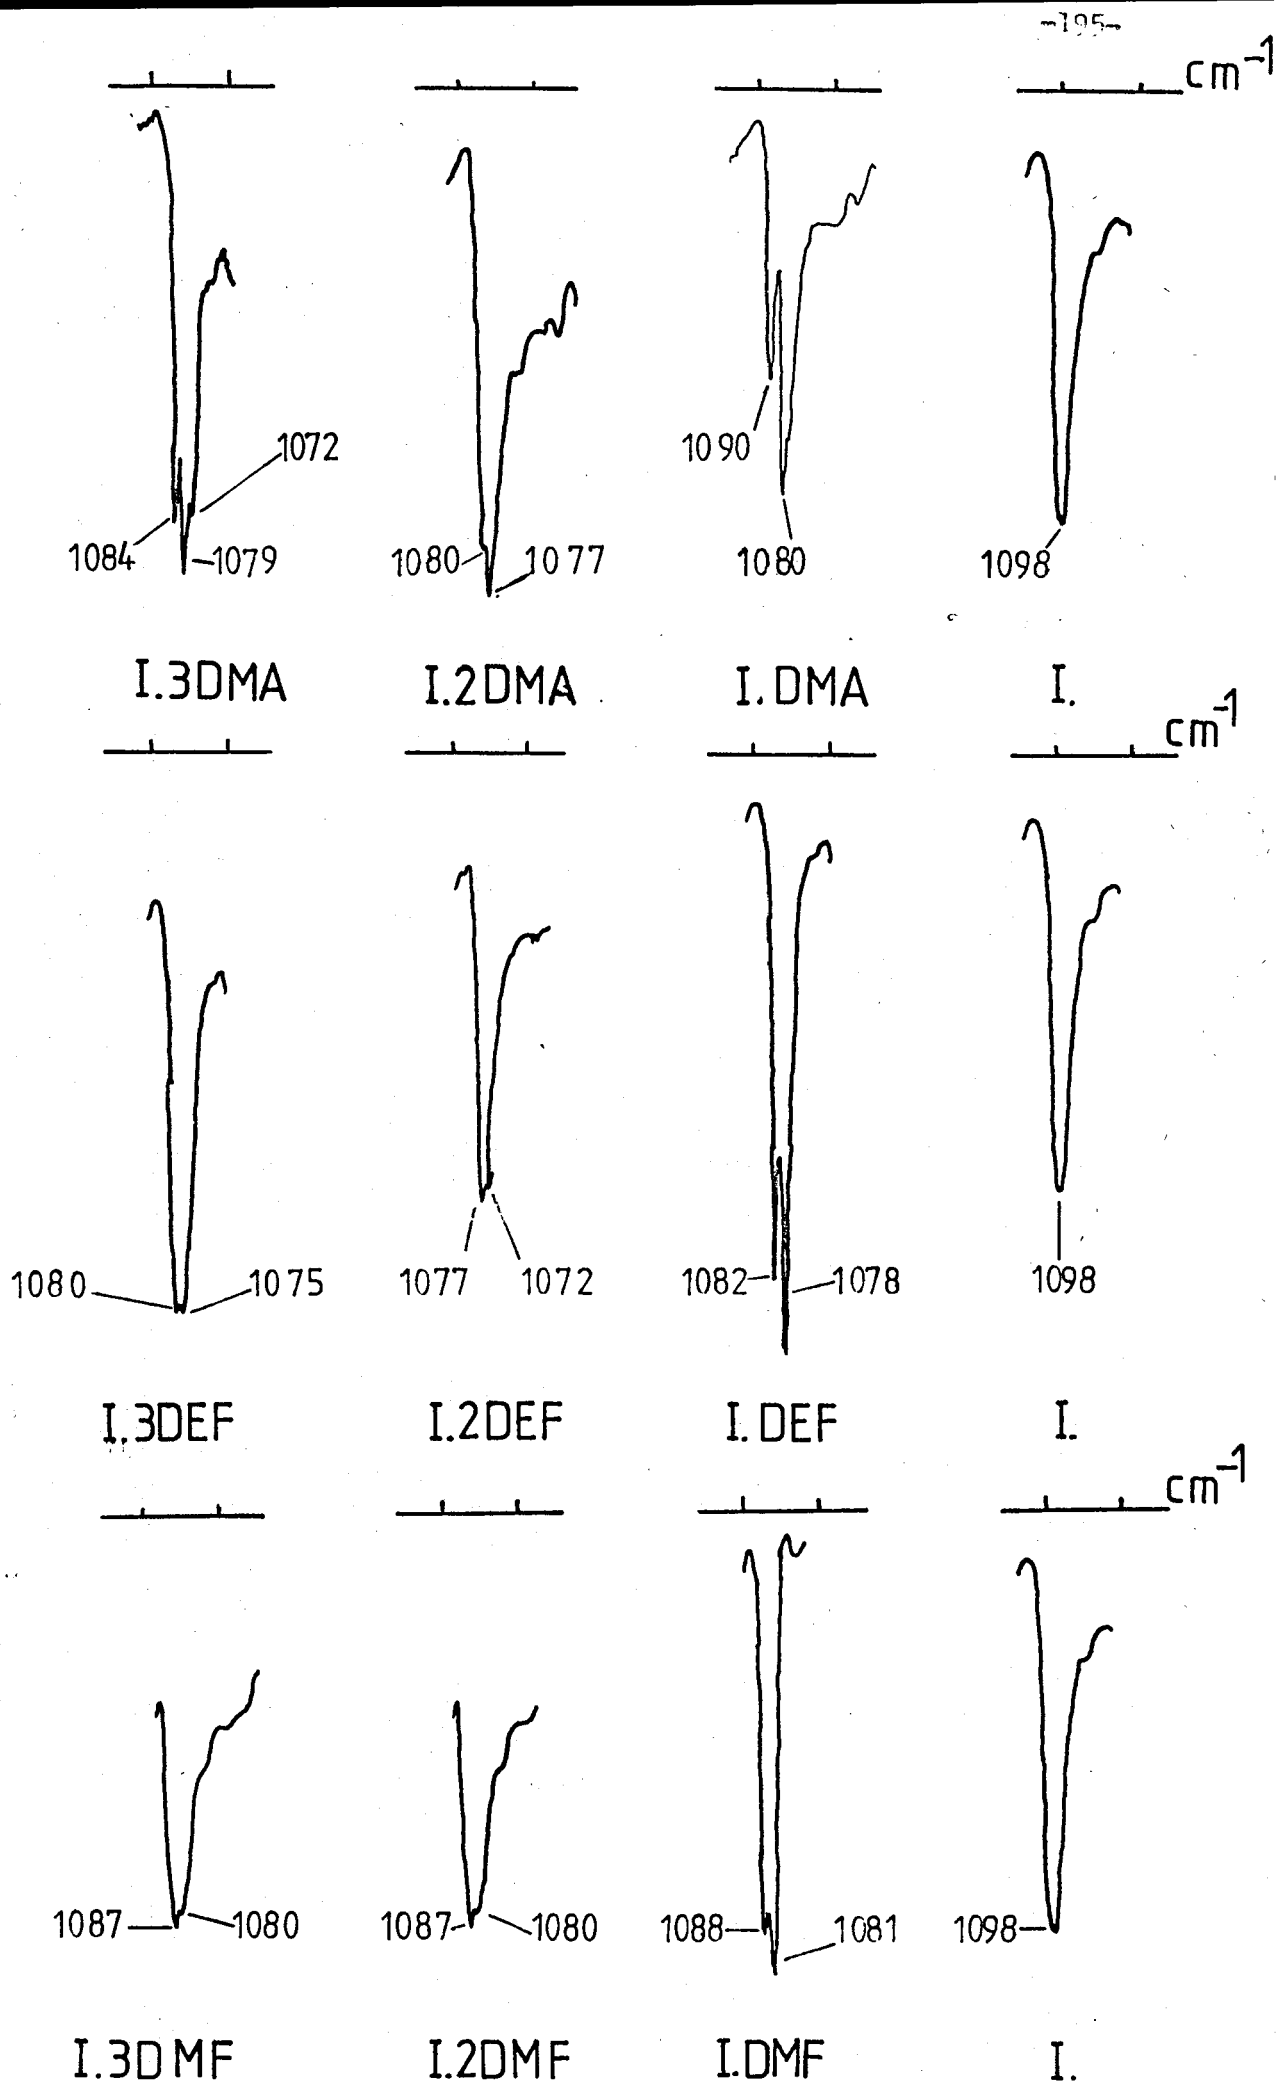 -195-
cm-1
1072
1090
1084 1079 1080 1077 1080 1098
I.3DMA I.2DMA I.DMA I.
cm-1
1080 1075 1077 1072 1082 1078 1098
I.3DEF I.2DEF I.DEF I.
cm-1
1087 1080 1087 1080 1088 1081 1098
I.3DMF I.2DMF I.DMF I.